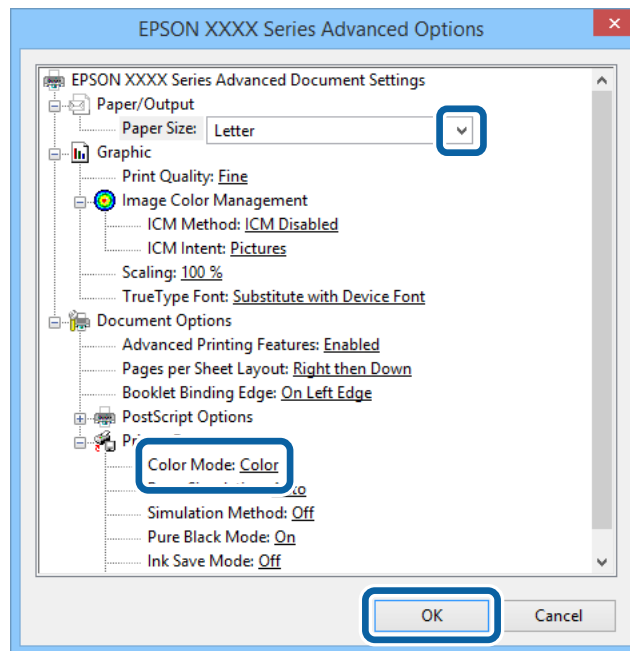 EPSON XXXX Series Advanced Options
EPSON XXXX Series Advanced Document Settings
Paper/Output
Paper Size: Letter
Graphic
Print Quality: Fine
Image Color Management
ICM Method: ICM Disabled
ICM Intent: Pictures
Scaling: 100 %
TrueType Font: Substitute with Device Font
Document Options
Advanced Printing Features: Enabled
Pages per Sheet Layout: Right then Down
Booklet Binding Edge: On Left Edge
PostScript Options
Color Mode: Color
Simulation Method: Off
Pure Black Mode: On
Ink Save Mode: Off
OK Cancel